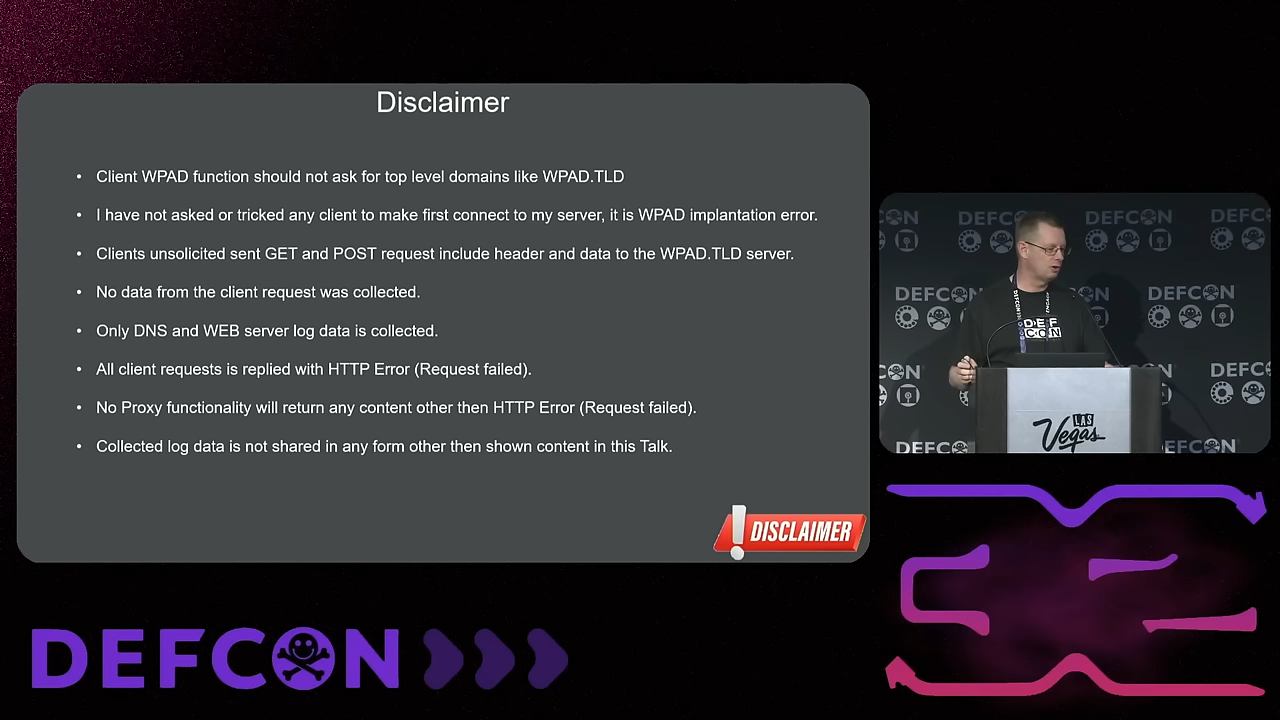 Disclaimer
• Client WPAD function should not ask for top level domains like WPAD.TLD
• I have not asked or tricked any client to make first connect to my server, it is WPAD implantation error.
• Clients unsolicited sent GET and POST request include header and data to the WPAD.TLD server.
• No data from the client request was collected.
• Only DNS and WEB server log data is collected.
• All client requests is replied with HTTP Error (Request failed).
• No Proxy functionality will return any content other then HTTP Error (Request failed).
• Collected log data is not shared in any form other then shown content in this Talk.
DISCLAIMER
DEFCON
DEF
CON
LAS
Vegas
DEFCON